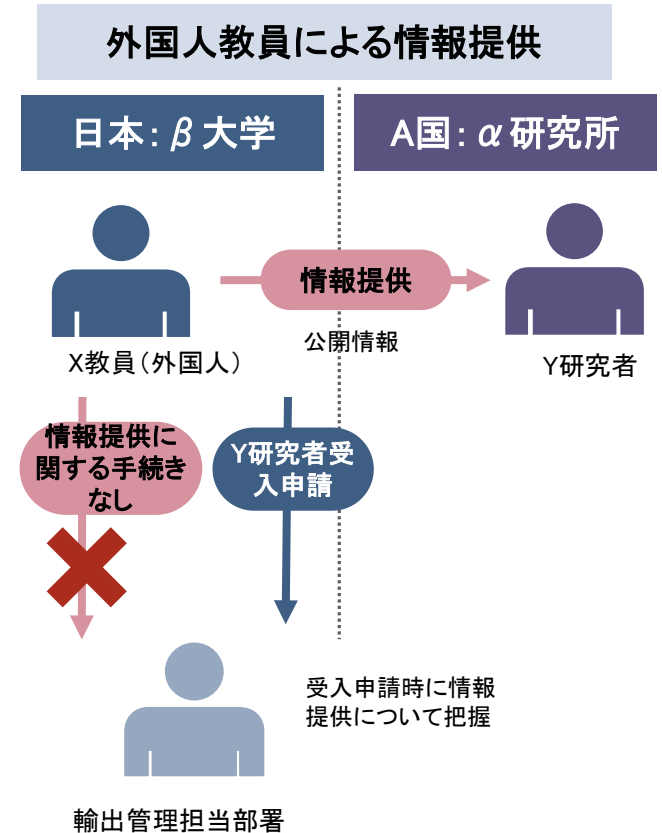 外国人教員による情報提供
日本：β大学
A国：α研究所
情報提供
公開情報
X教員（外国人）
Y研究者
情報提供に
関する手続き
なし
Y研究者受
入申請
受入申請時に情報
提供について把握
輸出管理担当部署